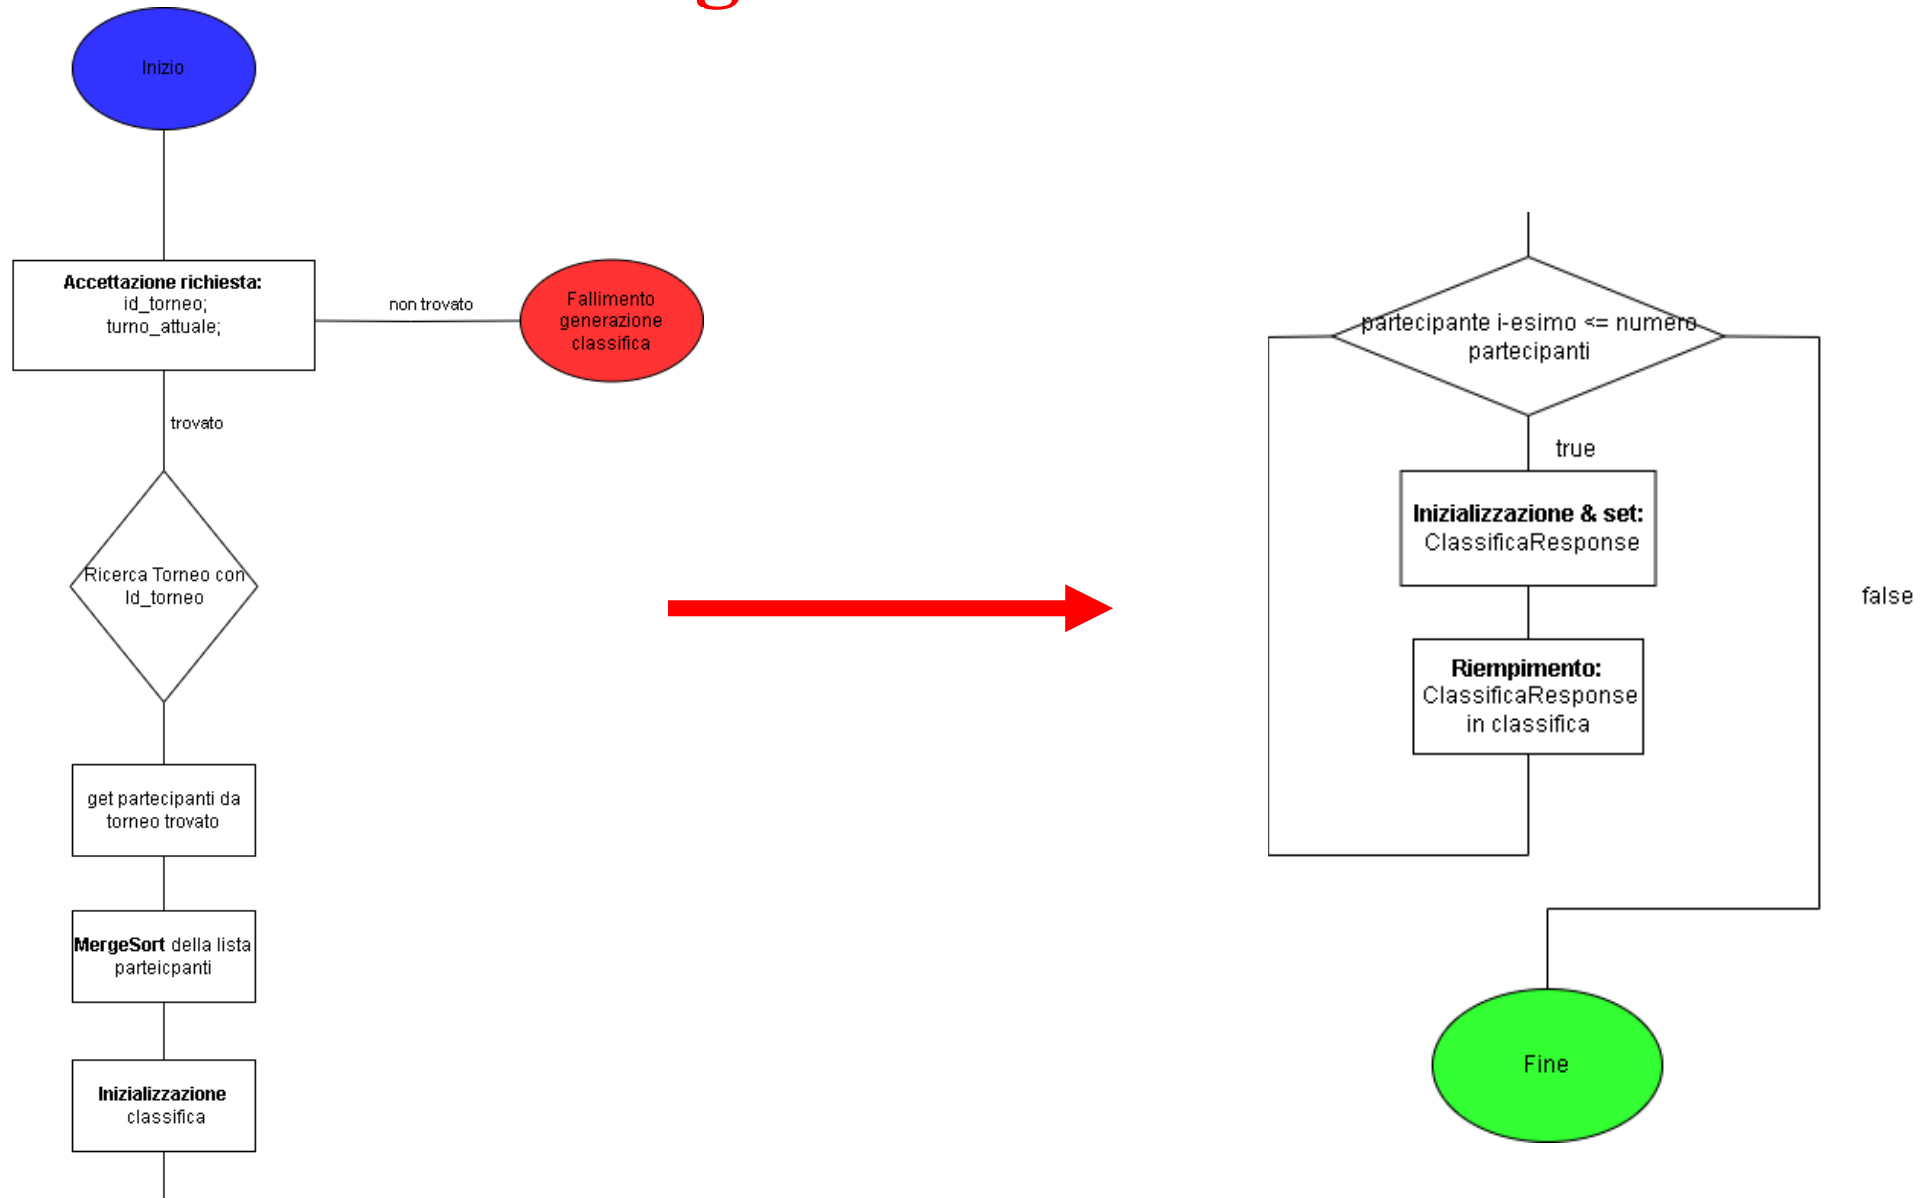 Inizio
Accettazione richiesta:
id_torneo;
turno_attuale;
non trovato
Fallimento
generazione
classifica
trovato
Ricerca Torneo con
Id_torneo
get partecipanti da
torneo trovato
MergeSort della lista
parteicpanti
Inizializzazione
classifica
partecipante i-esimo <= numero
partecipanti
true
Inizializzazione & set:
ClassificaResponse
false
Riempimento:
ClassificaResponse
in classifica
Fine